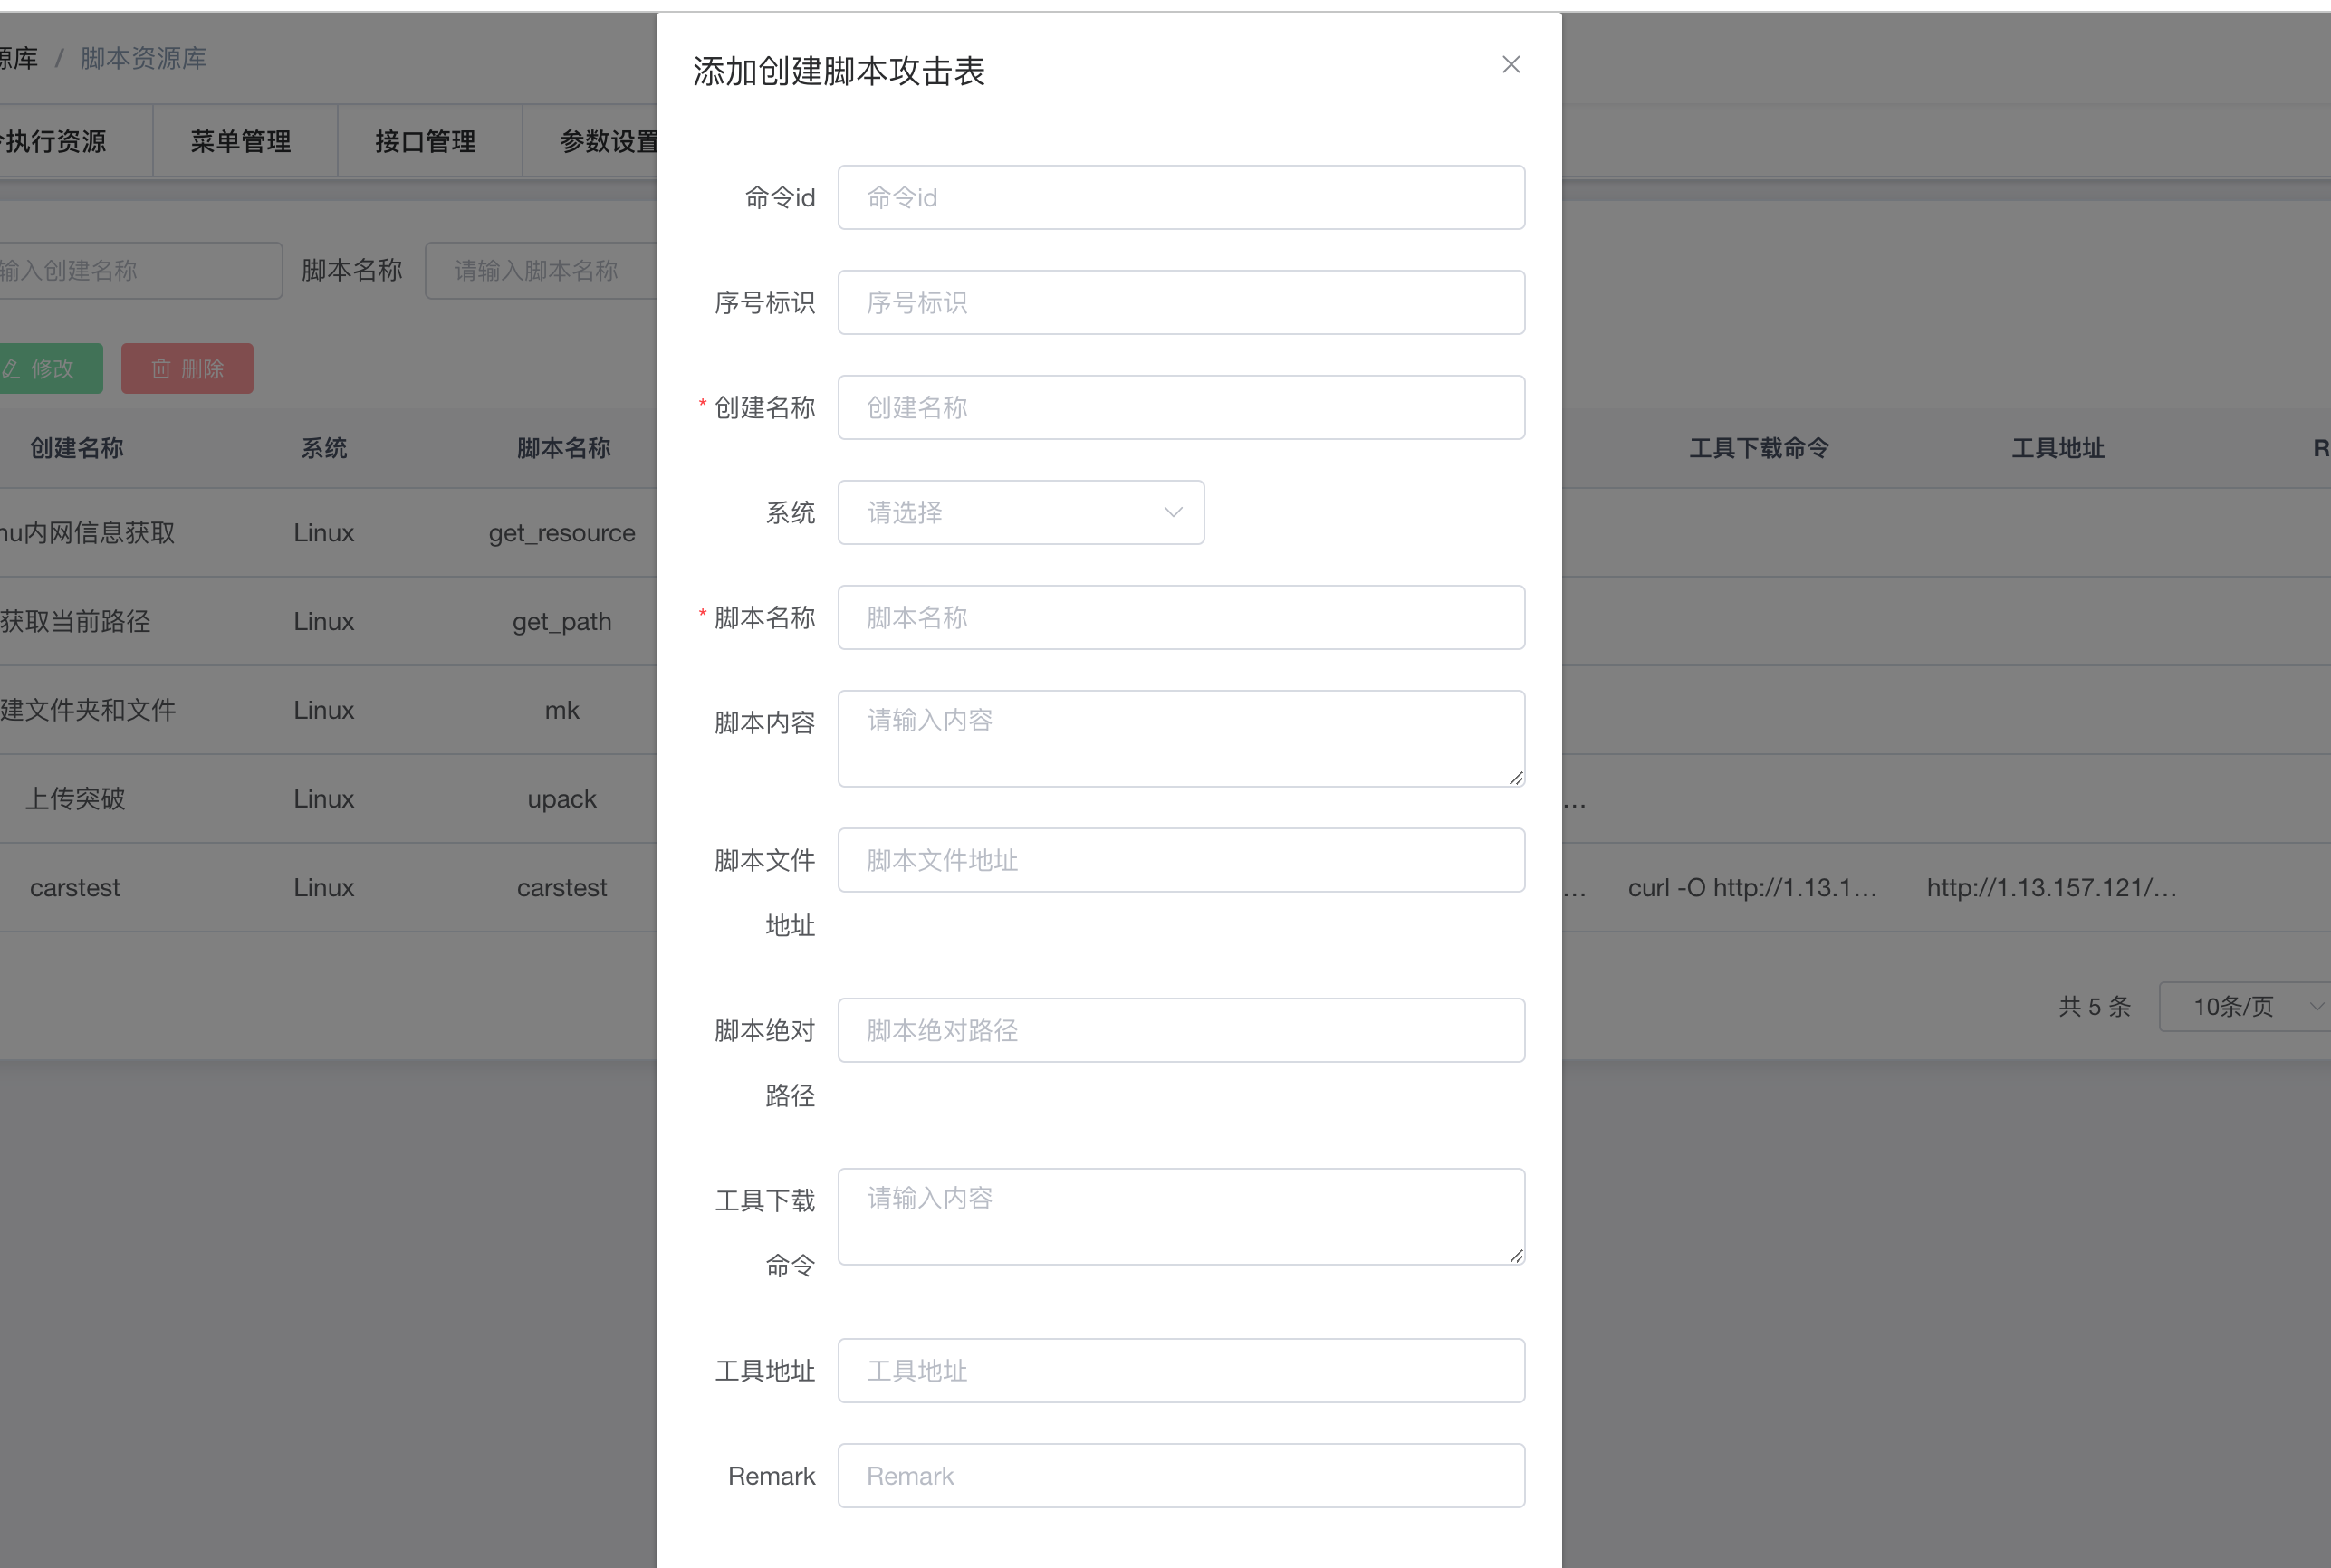 源库 / 脚本资源库
执行资源
菜单管理
接口管理
参数设置
输入创建名称
脚本名称
请输入脚本名称
修改
删除
创建名称 系统 脚本名称
工具下载命令 工具地址 R
nu内网信息获取 Linux get_resource
获取当前路径 Linux get_path
建文件夹和文件 Linux mk
上传突破 Linux upack
...
carstest Linux carstest
... curl -O http://1.13.1... http://1.13.157.121/...
共 5 条 10条/页
添加创建脚本攻击表
命令id 命令id
序号标识 序号标识
* 创建名称 创建名称
系统 请选择
* 脚本名称 脚本名称
脚本内容 请输入内容
脚本文件 脚本文件地址
地址
脚本绝对 脚本绝对路径
路径
工具下载 请输入内容
命令
工具地址 工具地址
Remark Remark